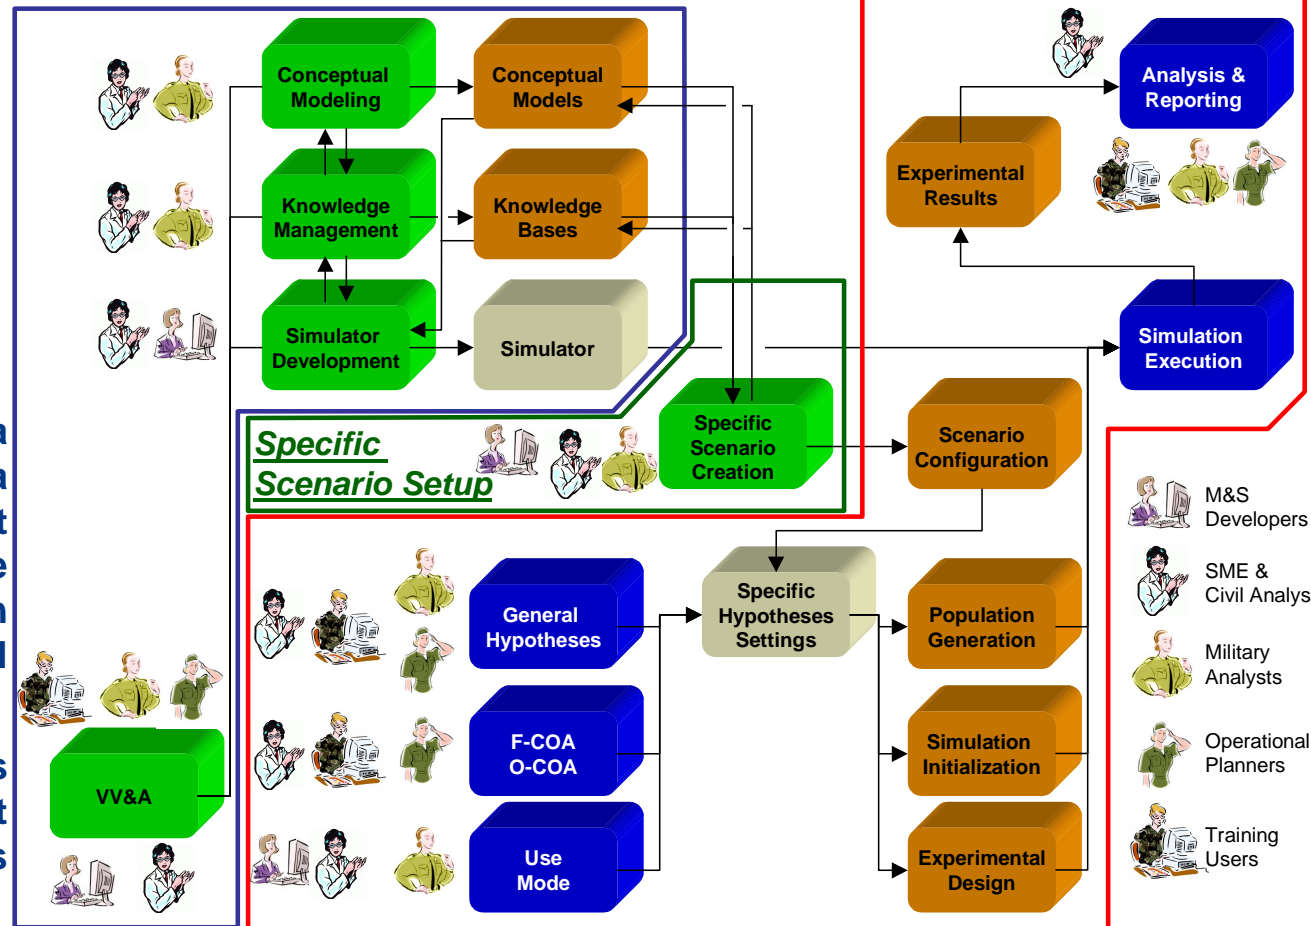 Conceptual
Modeling
Conceptual
Models
Analysis &
Reporting
Experimental
Results
Knowledge
Management
Knowledge
Bases
Simulator
Development
Simulator
Simulation
Execution
Specific
Scenario Setup
Specific
Scenario
Creation
Scenario
Configuration
a
a
t
e
n
l
s
t
s
General
Hypotheses
Specific
Hypotheses
Settings
Population
Generation
F-COA
O-COA
Simulation
Initialization
VV&A
Use
Mode
Experimental
Design
M&S
Developers
SME &
Civil Analys
Military
Analysts
Operational
Planners
Training
Users